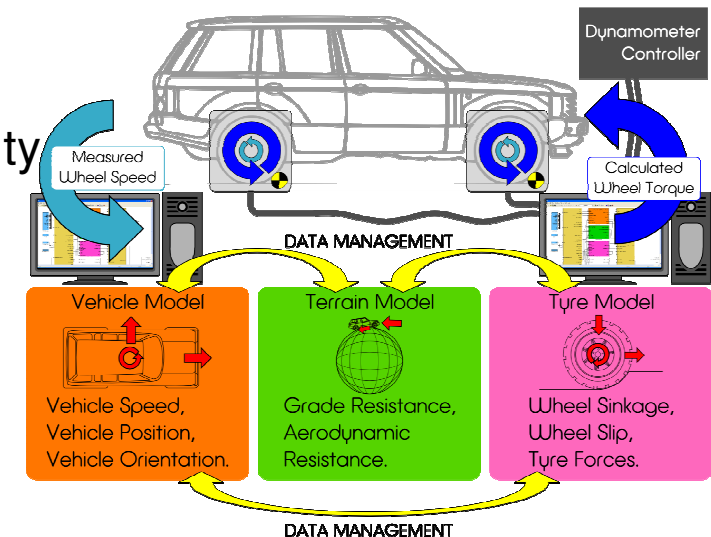 Dynamometer
Controller
ty
Measured
Wheel Speed
Calculated
Wheel Torque
DATA MANAGEMENT
Vehicle Model
Vehicle Speed,
Vehicle Position,
Vehicle Orientation.
Terrain Model
Grade Resistance,
Aerodynamic
Resistance.
Tyre Model
Wheel Sinkage,
Wheel Slip,
Tyre Forces.
DATA MANAGEMENT